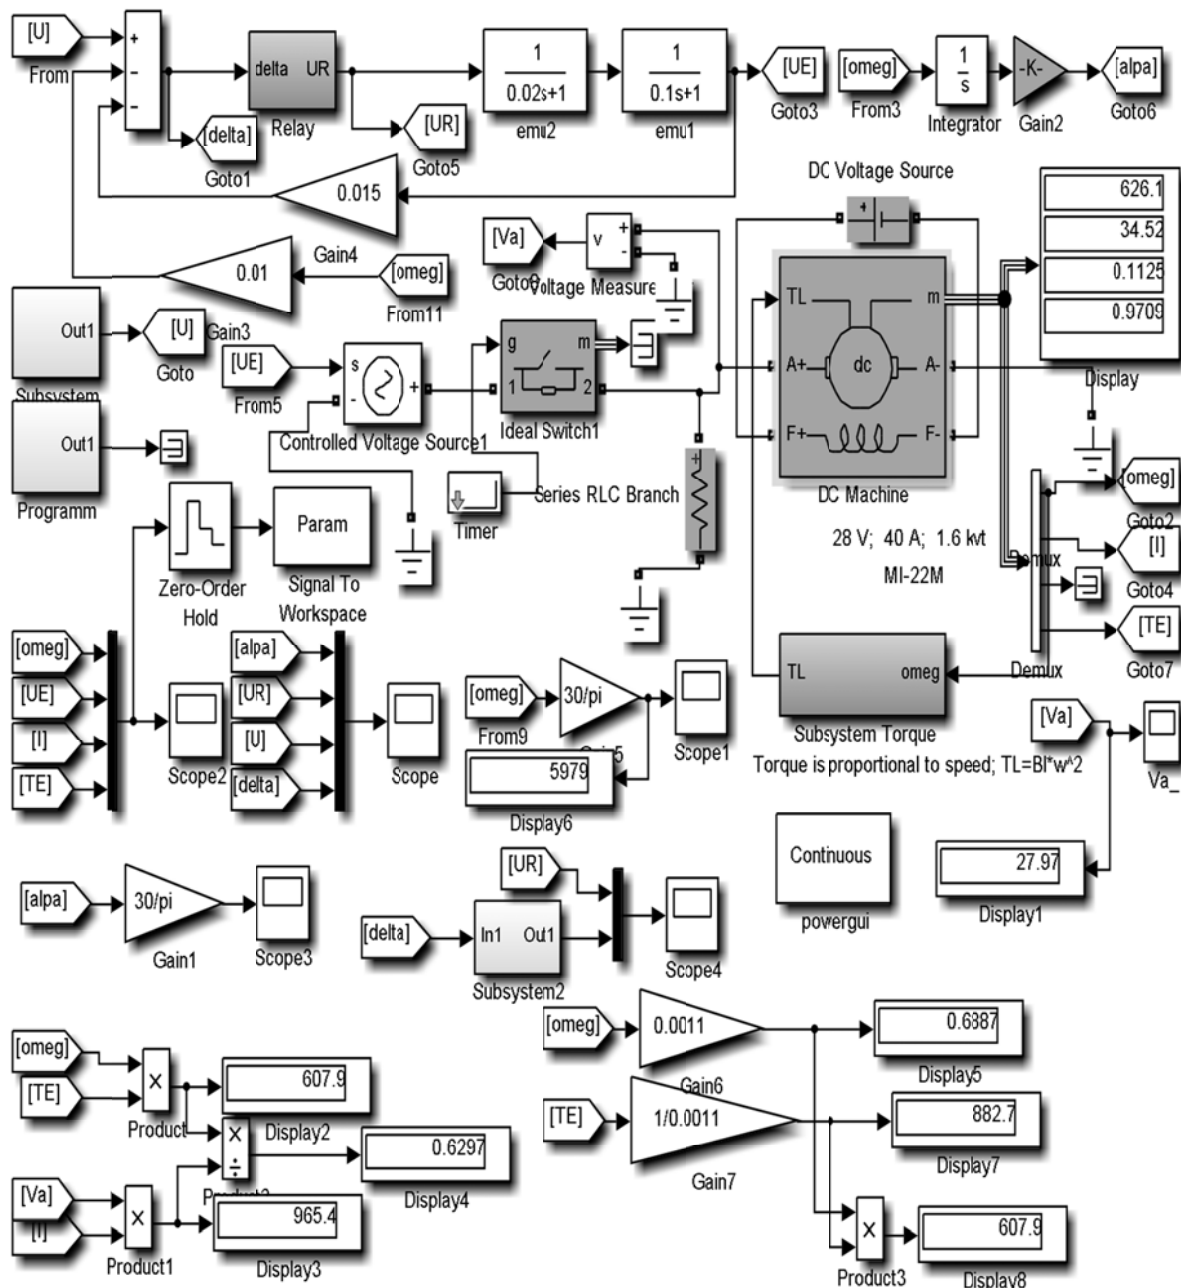 [U]
From
+
-
-
delta UR
Relay
[delta]
Goto1
[UR]
Goto5
1
0.02s+1
emu2
1
0.1s+1
emu1
[UE]
Goto3
[omeg]
From3
1
s
Integrator
-K-
Gain2
[alpa]
Goto6
0.015
Gain4
0.01
Gain3
[omeg]
From11
[Va]
v
+
-
Voltage Measure
DC Voltage Source
+
626.1
34.52
0.1125
0.9709
Display
TL
m
A+
dc
A-
F+
F-
DC Machine
28 V; 40 A; 1.6 kvt
MI-22M
Out1
Subsystem
[U]
Goto
Out1
Programm
[UE]
From5
s
-
+
Controlled Voltage Source1
g
m
1
2
Ideal Switch1
Timer
+
Series RLC Branch
[omeg]
Goto2
[I]
Goto4
[TE]
Goto7
Demux
Zero-Order
Hold
Param
Signal To
Workspace
[omeg]
[UE]
[I]
[TE]
Scope2
[alpa]
[UR]
[U]
[delta]
Scope
[omeg]
From9
30/pi
Scope1
5979
Display6
TL
omeg
Subsystem Torque
Torque is proportional to speed; TL=Bl*w^2
[Va]
Va_
27.97
Display1
Continuous
powergui
[alpa]
30/pi
Gain1
Scope3
[UR]
[delta]
In1 Out1
Subsystem2
Scope4
[omeg]
[TE]
×
Product
607.9
Display2
×
÷
0.6297
Display4
[Va]
[I]
×
Product1
965.4
Display3
[omeg]
0.0011
Gain6
0.6887
Display5
[TE]
1/0.0011
Gain7
882.7
Display7
×
Product3
607.9
Display8